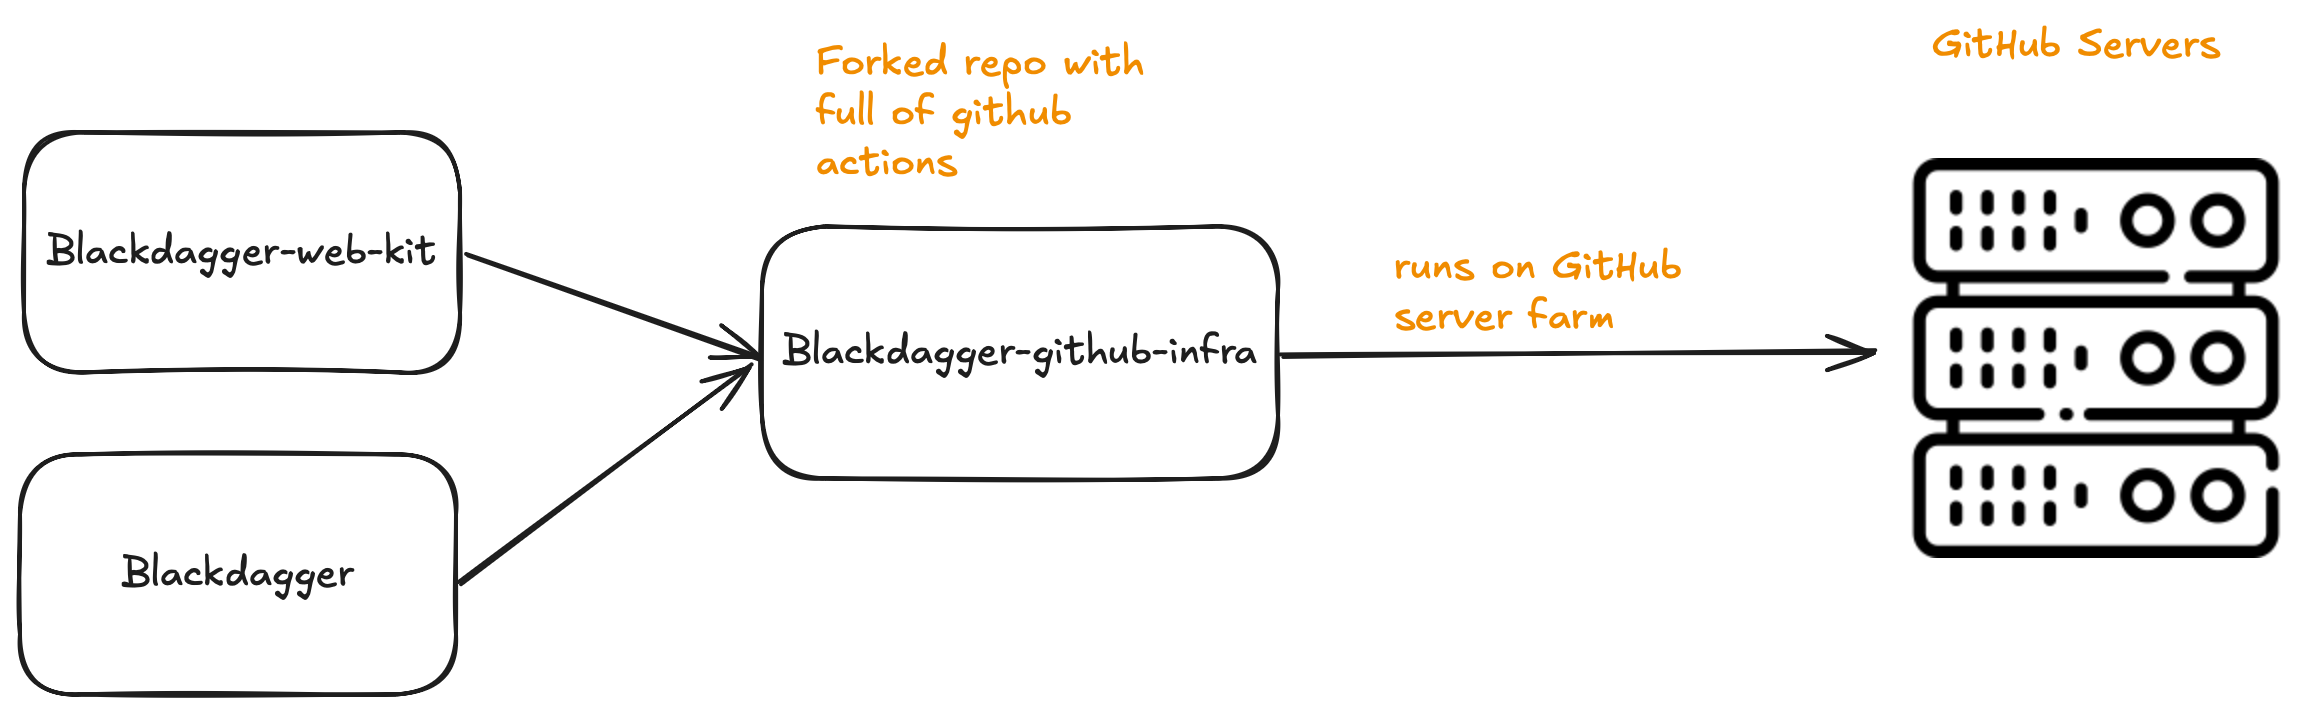 Forked repo with
full of github
actions
GitHub Servers
Blackdagger-web-kit
Blackdagger-github-infra
runs on GitHub
server farm
Blackdagger